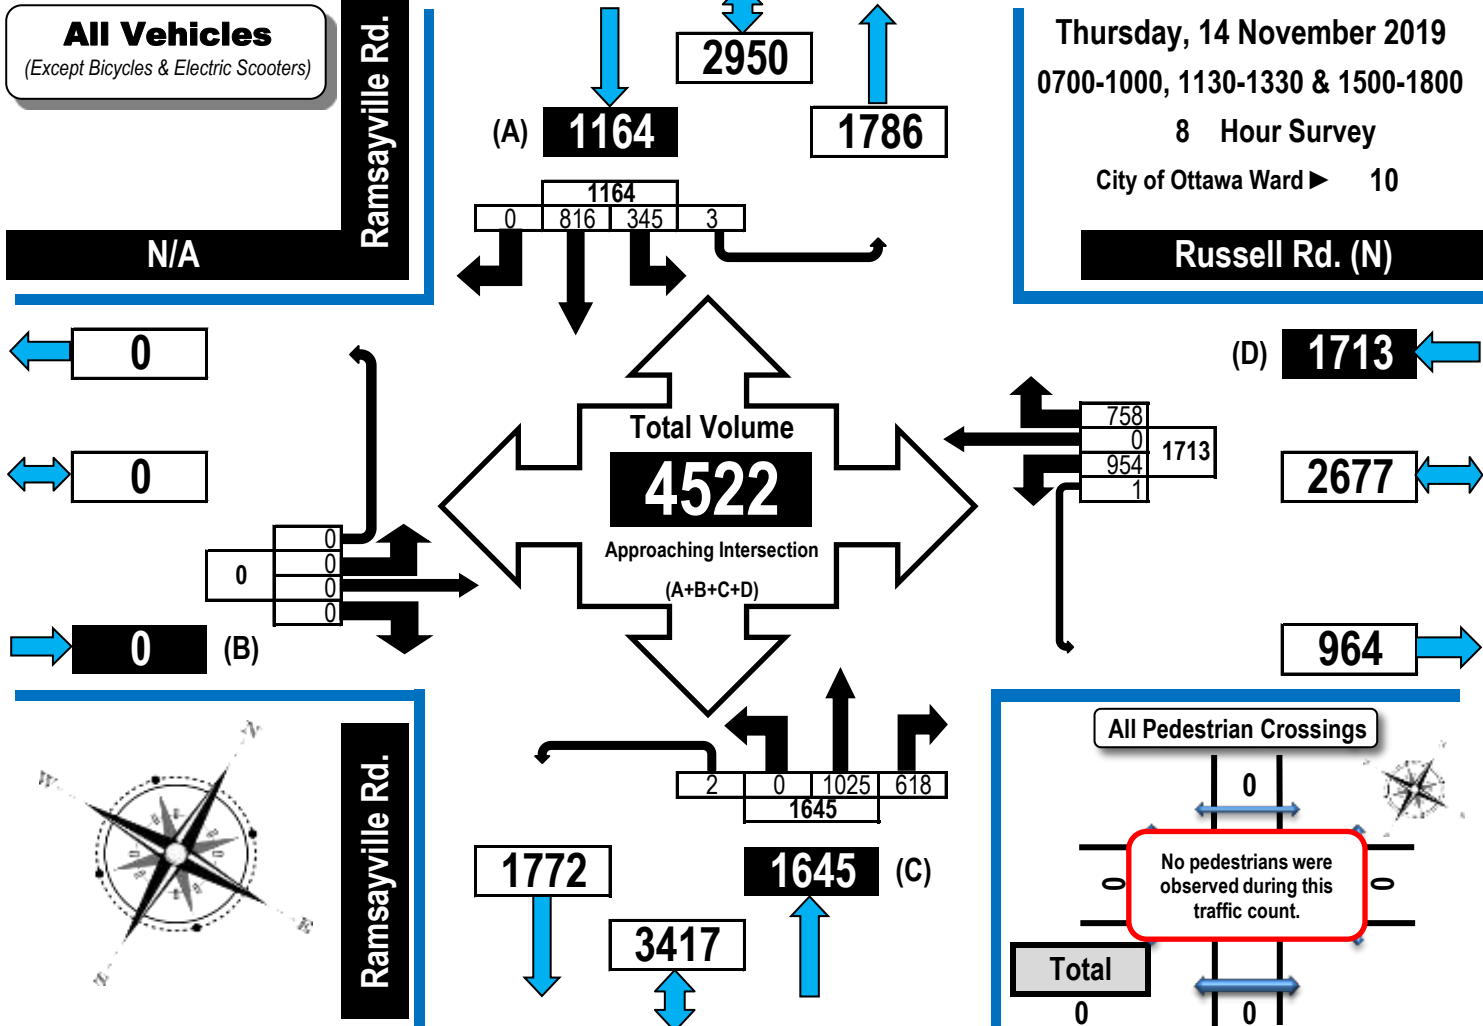 All Vehicles
(Except Bicycles & Electric Scooters)
Ramsayville Rd.
N/A
2950
(A)
1164
1786
1164
0 816 345 3
Thursday, 14 November 2019
0700-1000, 1130-1330 & 1500-1800
8 Hour Survey
City of Ottawa Ward ► 10
Russell Rd. (N)
0
0
0
0
0
0
0
0
(B)
Total Volume
4522
Approaching Intersection
(A+B+C+D)
(D)
1713
758
0
954
1
1713
2677
964
2 0 1025 618
1645
1772
1645
(C)
3417
N
W
E
S
Ramsayville Rd.
All Pedestrian Crossings
0
0
No pedestrians were
observed during this
traffic count.
0
Total
0
0